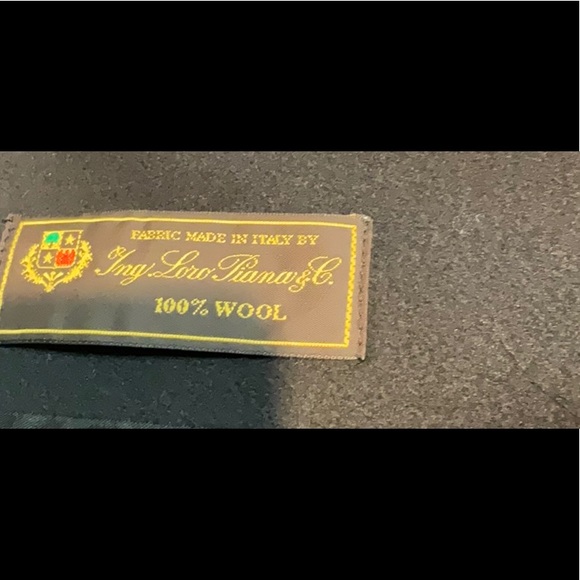 FABRIC MADE IN ITALY BY
Ing. Loro Piana & C.
100% WOOL